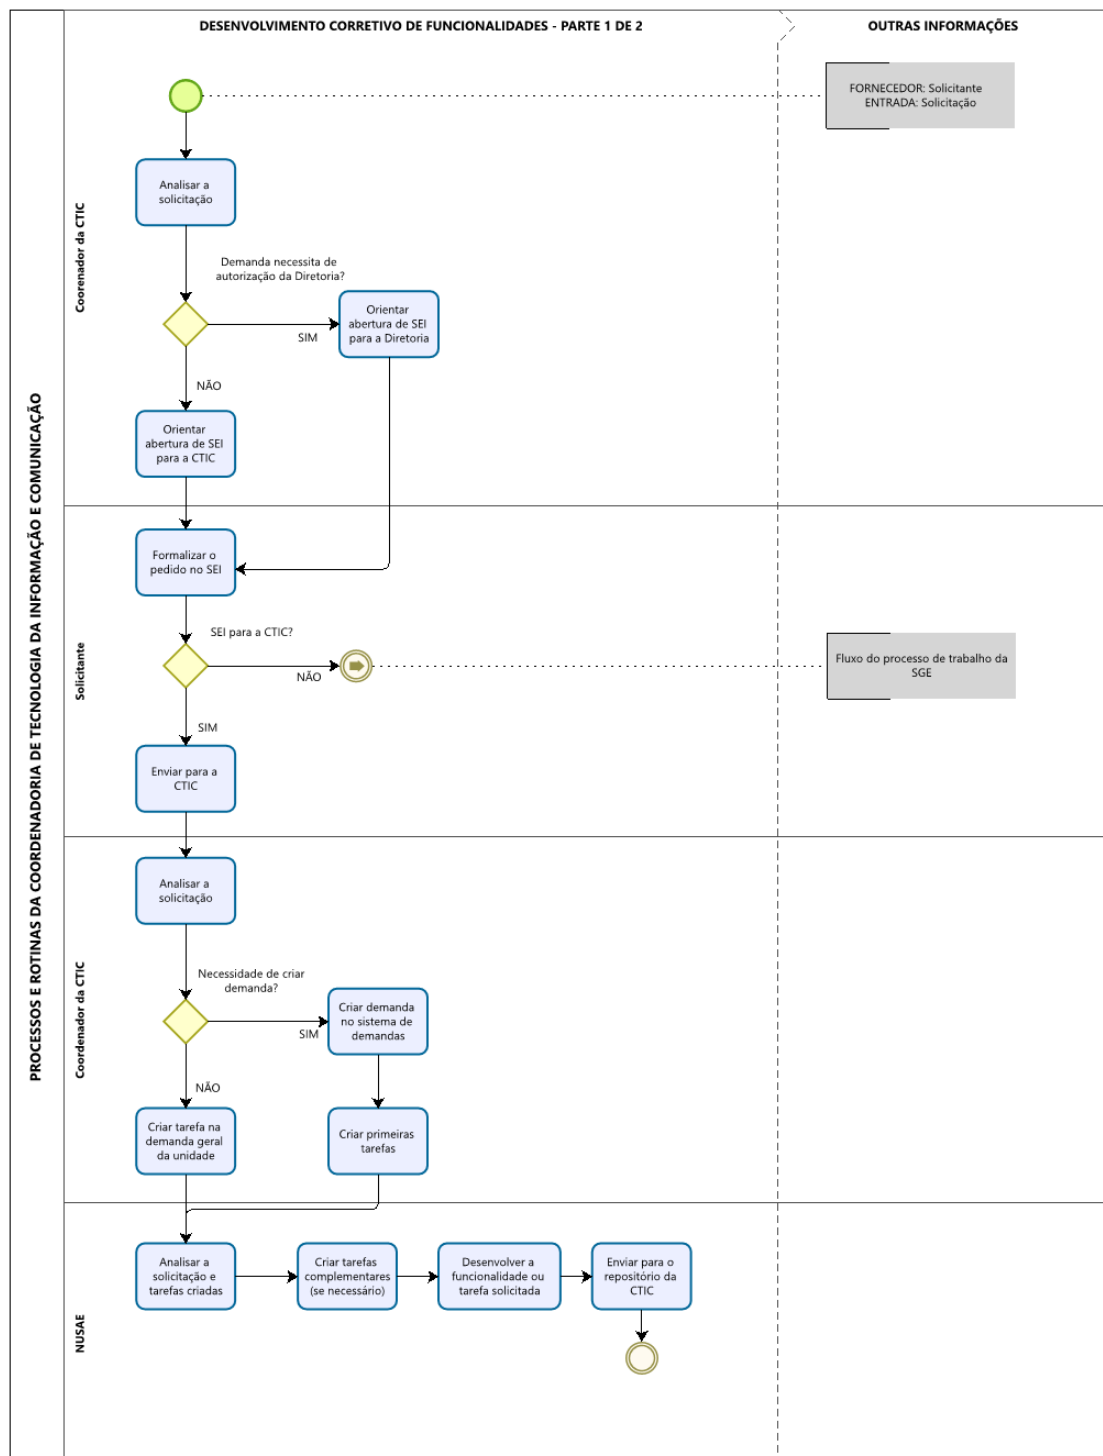 DESENVOLVIMENTO CORRETIVO DE FUNCIONALIDADES - PARTE 1 DE 2
OUTRAS INFORMAÇÕES
PROCESSOS E ROTINAS DA COORDENADORIA DE TECNOLOGIA DA INFORMAÇÃO E COMUNICAÇÃO
Coorenador da CTIC
FORNECEDOR: Solicitante
ENTRADA: Solicitação
Analisar a
solicitação
Demanda necessita de
autorização da Diretoria?
SIM
Orientar
abertura de SEI
para a Diretoria
NÃO
Orientar
abertura de SEI
para a CTIC
Solicitante
Formalizar o
pedido no SEI
SEI para a CTIC?
NÃO
Fluxo do processo de trabalho da
SGE
SIM
Enviar para a
CTIC
Coordenador da CTIC
Analisar a
solicitação
Necessidade de criar
demanda?
SIM
Criar demanda
no sistema de
demandas
NÃO
Criar tarefa na
demanda geral
da unidade
Criar primeiras
tarefas
NUSAE
Analisar a
solicitação e
tarefas criadas
Criar tarefas
complementares
(se necessário)
Desenvolver a
funcionalidade ou
tarefa solicitada
Enviar para o
repositório da
CTIC